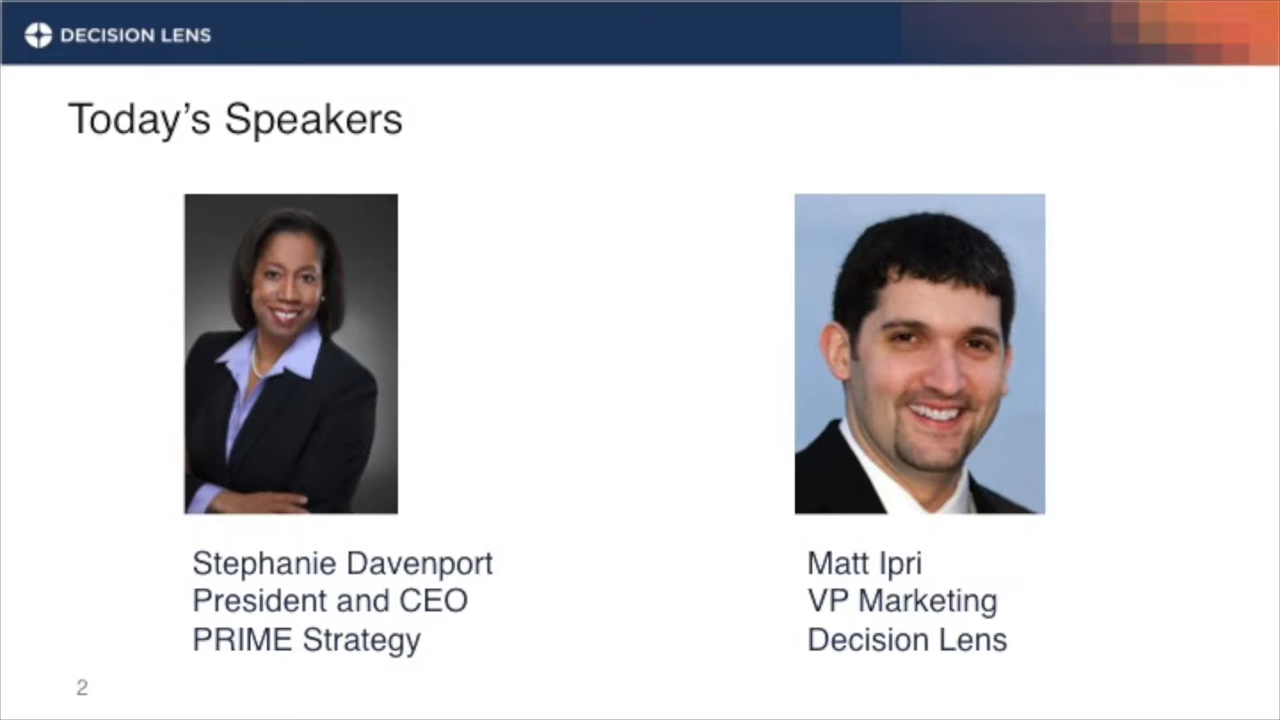 DECISION LENS
Today’s Speakers
Stephanie Davenport
President and CEO
PRIME Strategy
Matt Ipri
VP Marketing
Decision Lens
2